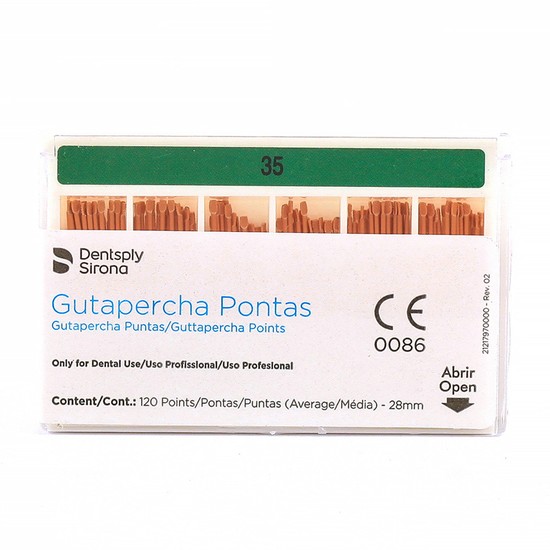 35
Dentsply
Sirona
Gutapercha Pontas
Gutapercha Puntas/Guttapercha Points
CE
0086
Only for Dental Use/Uso Profissional/Uso Profesional
Content/Cont.: 120 Points/Pontas/Puntas (Average/Média) - 28mm
Abrir
Open
21217970000 - Rev. 02